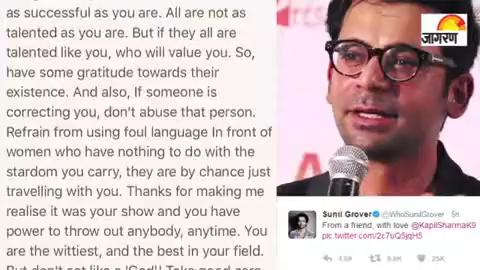 as successful as you are. All are not as
talented as you are. But if they all are
talented like you, who will value you. So,
have some gratitude towards their
existence. And also, If someone is
correcting you, don't abuse that person.
Refrain from using foul language In front of
women who have nothing to do with the
stardom you carry, they are by chance just
travelling with you. Thanks for making me
realise it was your show and you have
power to throw out anybody, anytime. You
are the wittiest, and the best in your field.
जागरण
Sunil Grover @WhoSunilGrover 5h
From a friend, with love @KapilSharmaK9
pic.twitter.com/2c7uQ5jqH5